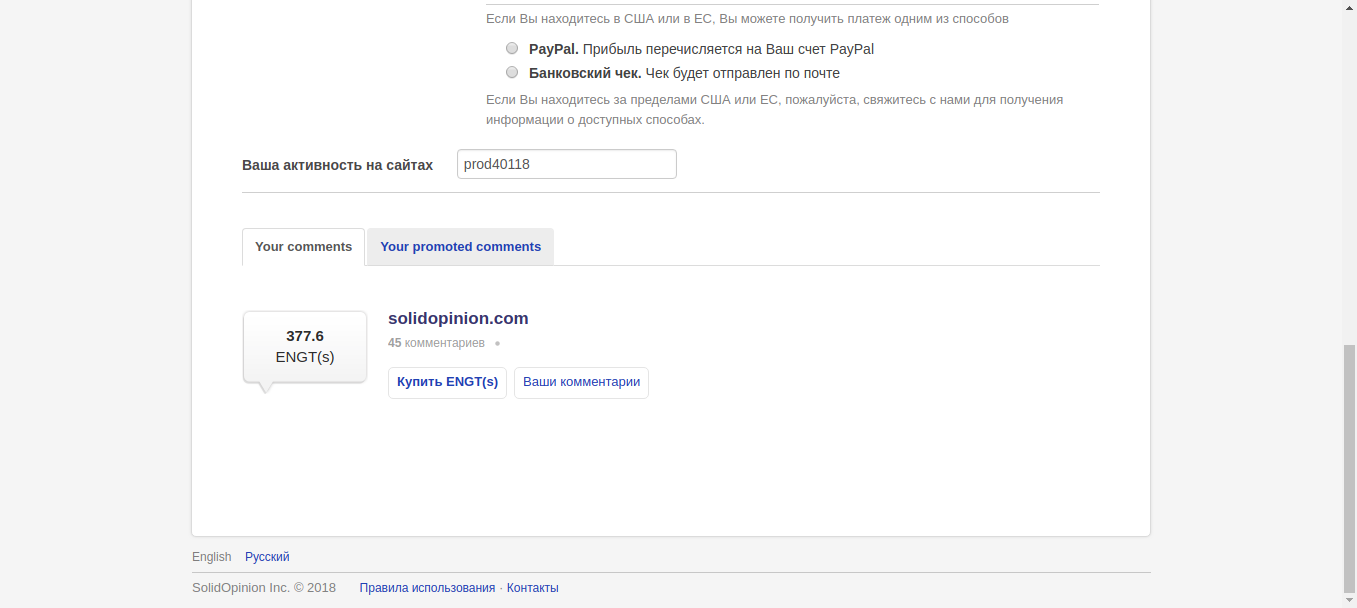 Если Вы находитесь в США или в ЕС, Вы можете получить платеж одним из способов
PayPal. Прибыль перечисляется на Ваш счет PayPal
Банковский чек. Чек будет отправлен по почте
Если Вы находитесь за пределами США или ЕС, пожалуйста, свяжитесь с нами для получения
информации о доступных способах.
Ваша активность на сайтах prod40118
Your comments Your promoted comments
377.6
ENGT(s)
solidopinion.com
45 комментариев •
Купить ENGT(s) Ваши комментарии
English Русский
SolidOpinion Inc. © 2018 Правила использования · Контакты